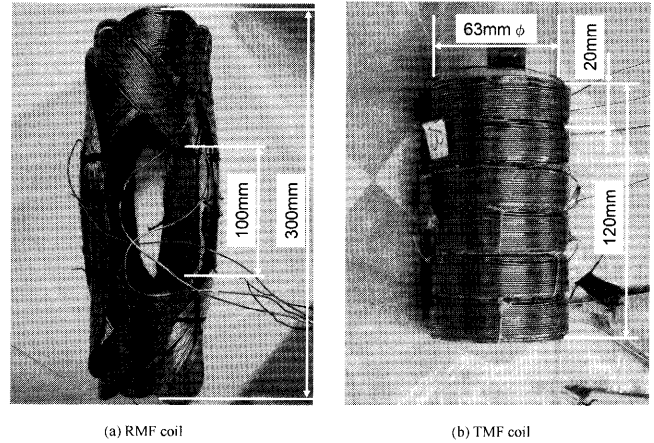 63mm φ
20mm
100mm
300mm
120mm
(a) RMF coil
(b) TMF coil